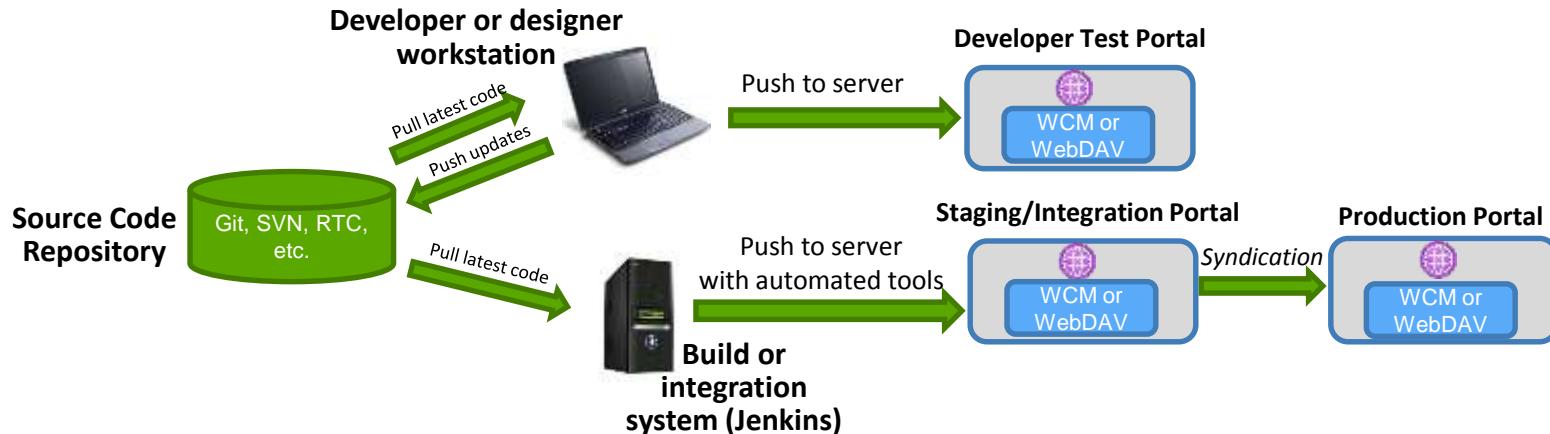 Developer or designer
workstation
Pull latest code
Push updates
Push to server
Developer Test Portal
WCM or
WebDAV
Source Code
Repository
Git, SVN, RTC,
etc.
Pull latest code
Build or
integration
system (Jenkins)
Push to server
with automated tools
Staging/Integration Portal
WCM or
WebDAV
Syndication
Production Portal
WCM or
WebDAV